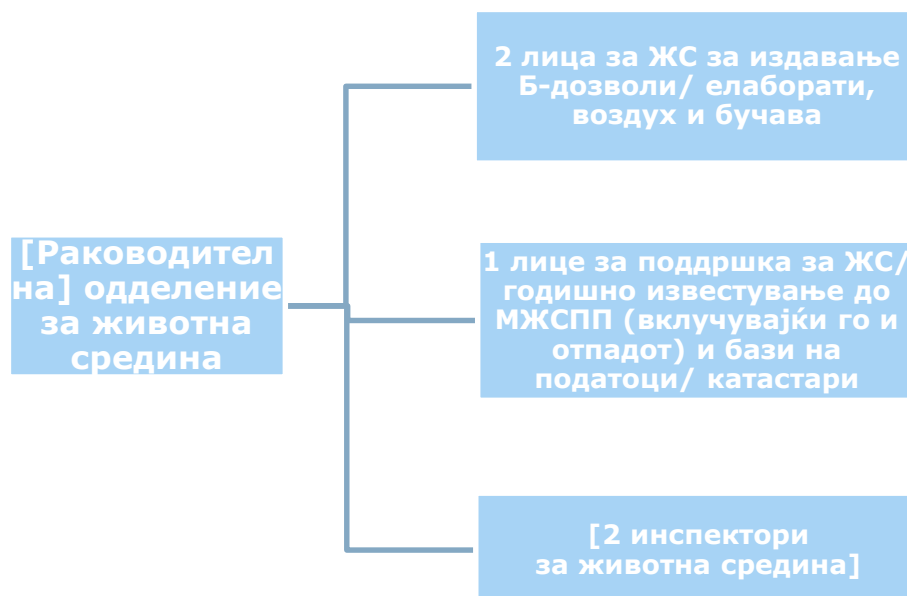 2 лица за ЖС за издавање
Б-дозволи/ елаборати,
воздух и бучава
[Раководител
на] одделение
за животна
средина
1 лице за поддршка за ЖС/
годишно известување до
МЖСПП (вклучувајќи го и
отпадот) и бази на
податоци/ катастари
[2 инспектори
за животна средина]